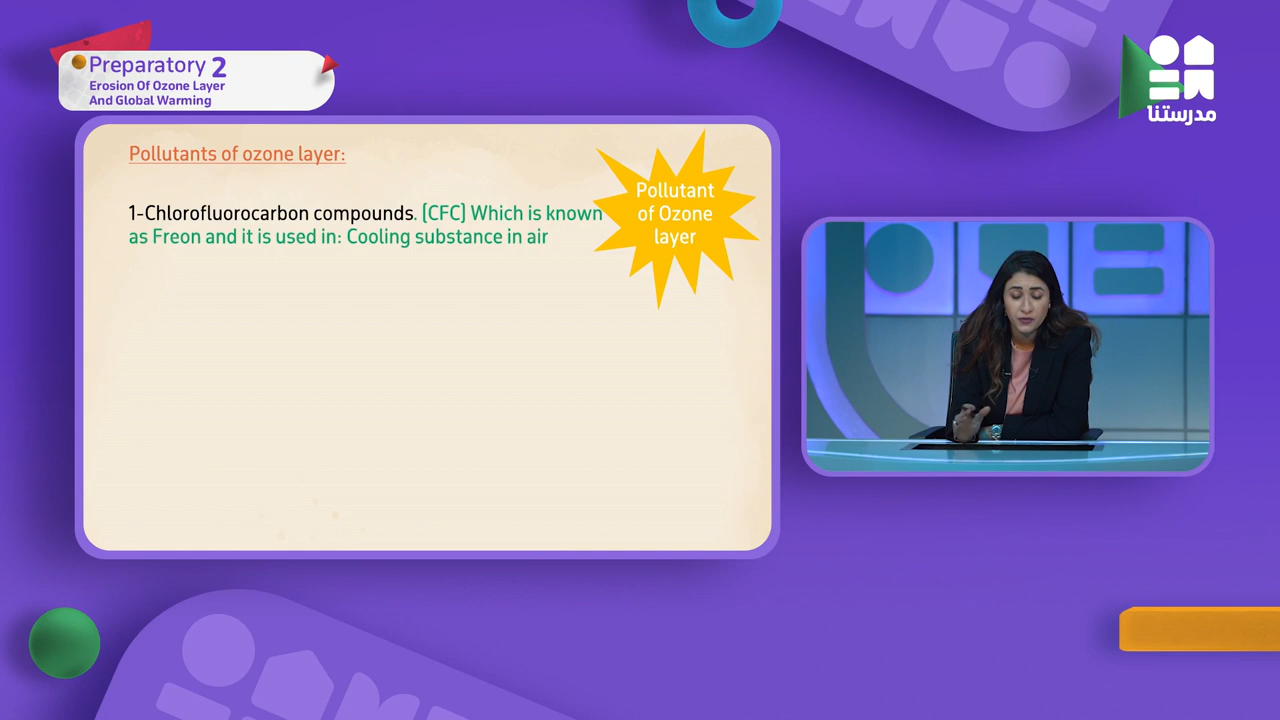 Preparatory 2
Erosion Of Ozone Layer
And Global Warming
مدرستنا
Pollutants of ozone layer:
1-Chlorofluorocarbon compounds. (CFC) Which is known
as Freon and it is used in: Cooling substance in air
Pollutant
of Ozone
layer